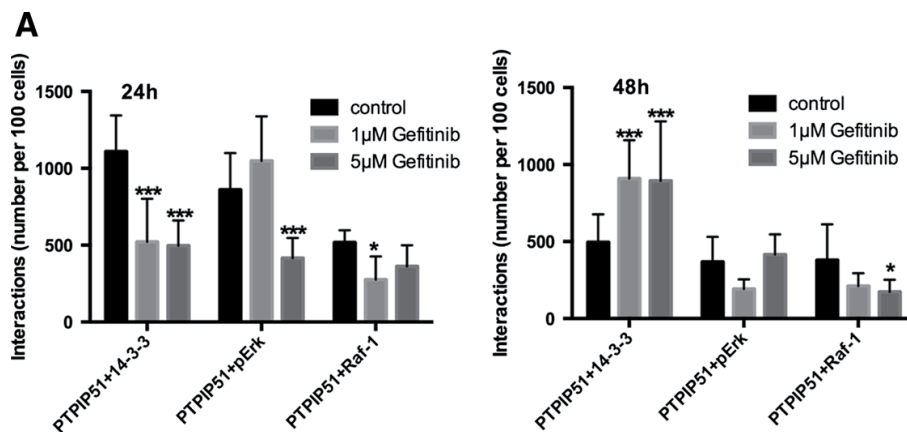 A
24h
control
1μM Gefitinib
5μM Gefitinib
Interactions (number per 100 cells)
1500
1000
500
0
***
***
***
*
PTPIP51+14-3-3
PTPIP51+pErk
PTPIP51+Raf-1
48h
control
1μM Gefitinib
5μM Gefitinib
Interactions (number per 100 cells)
1500
1000
500
0
***
***
*
PTPIP51+14-3-3
PTPIP51+pErk
PTPIP51+Raf-1